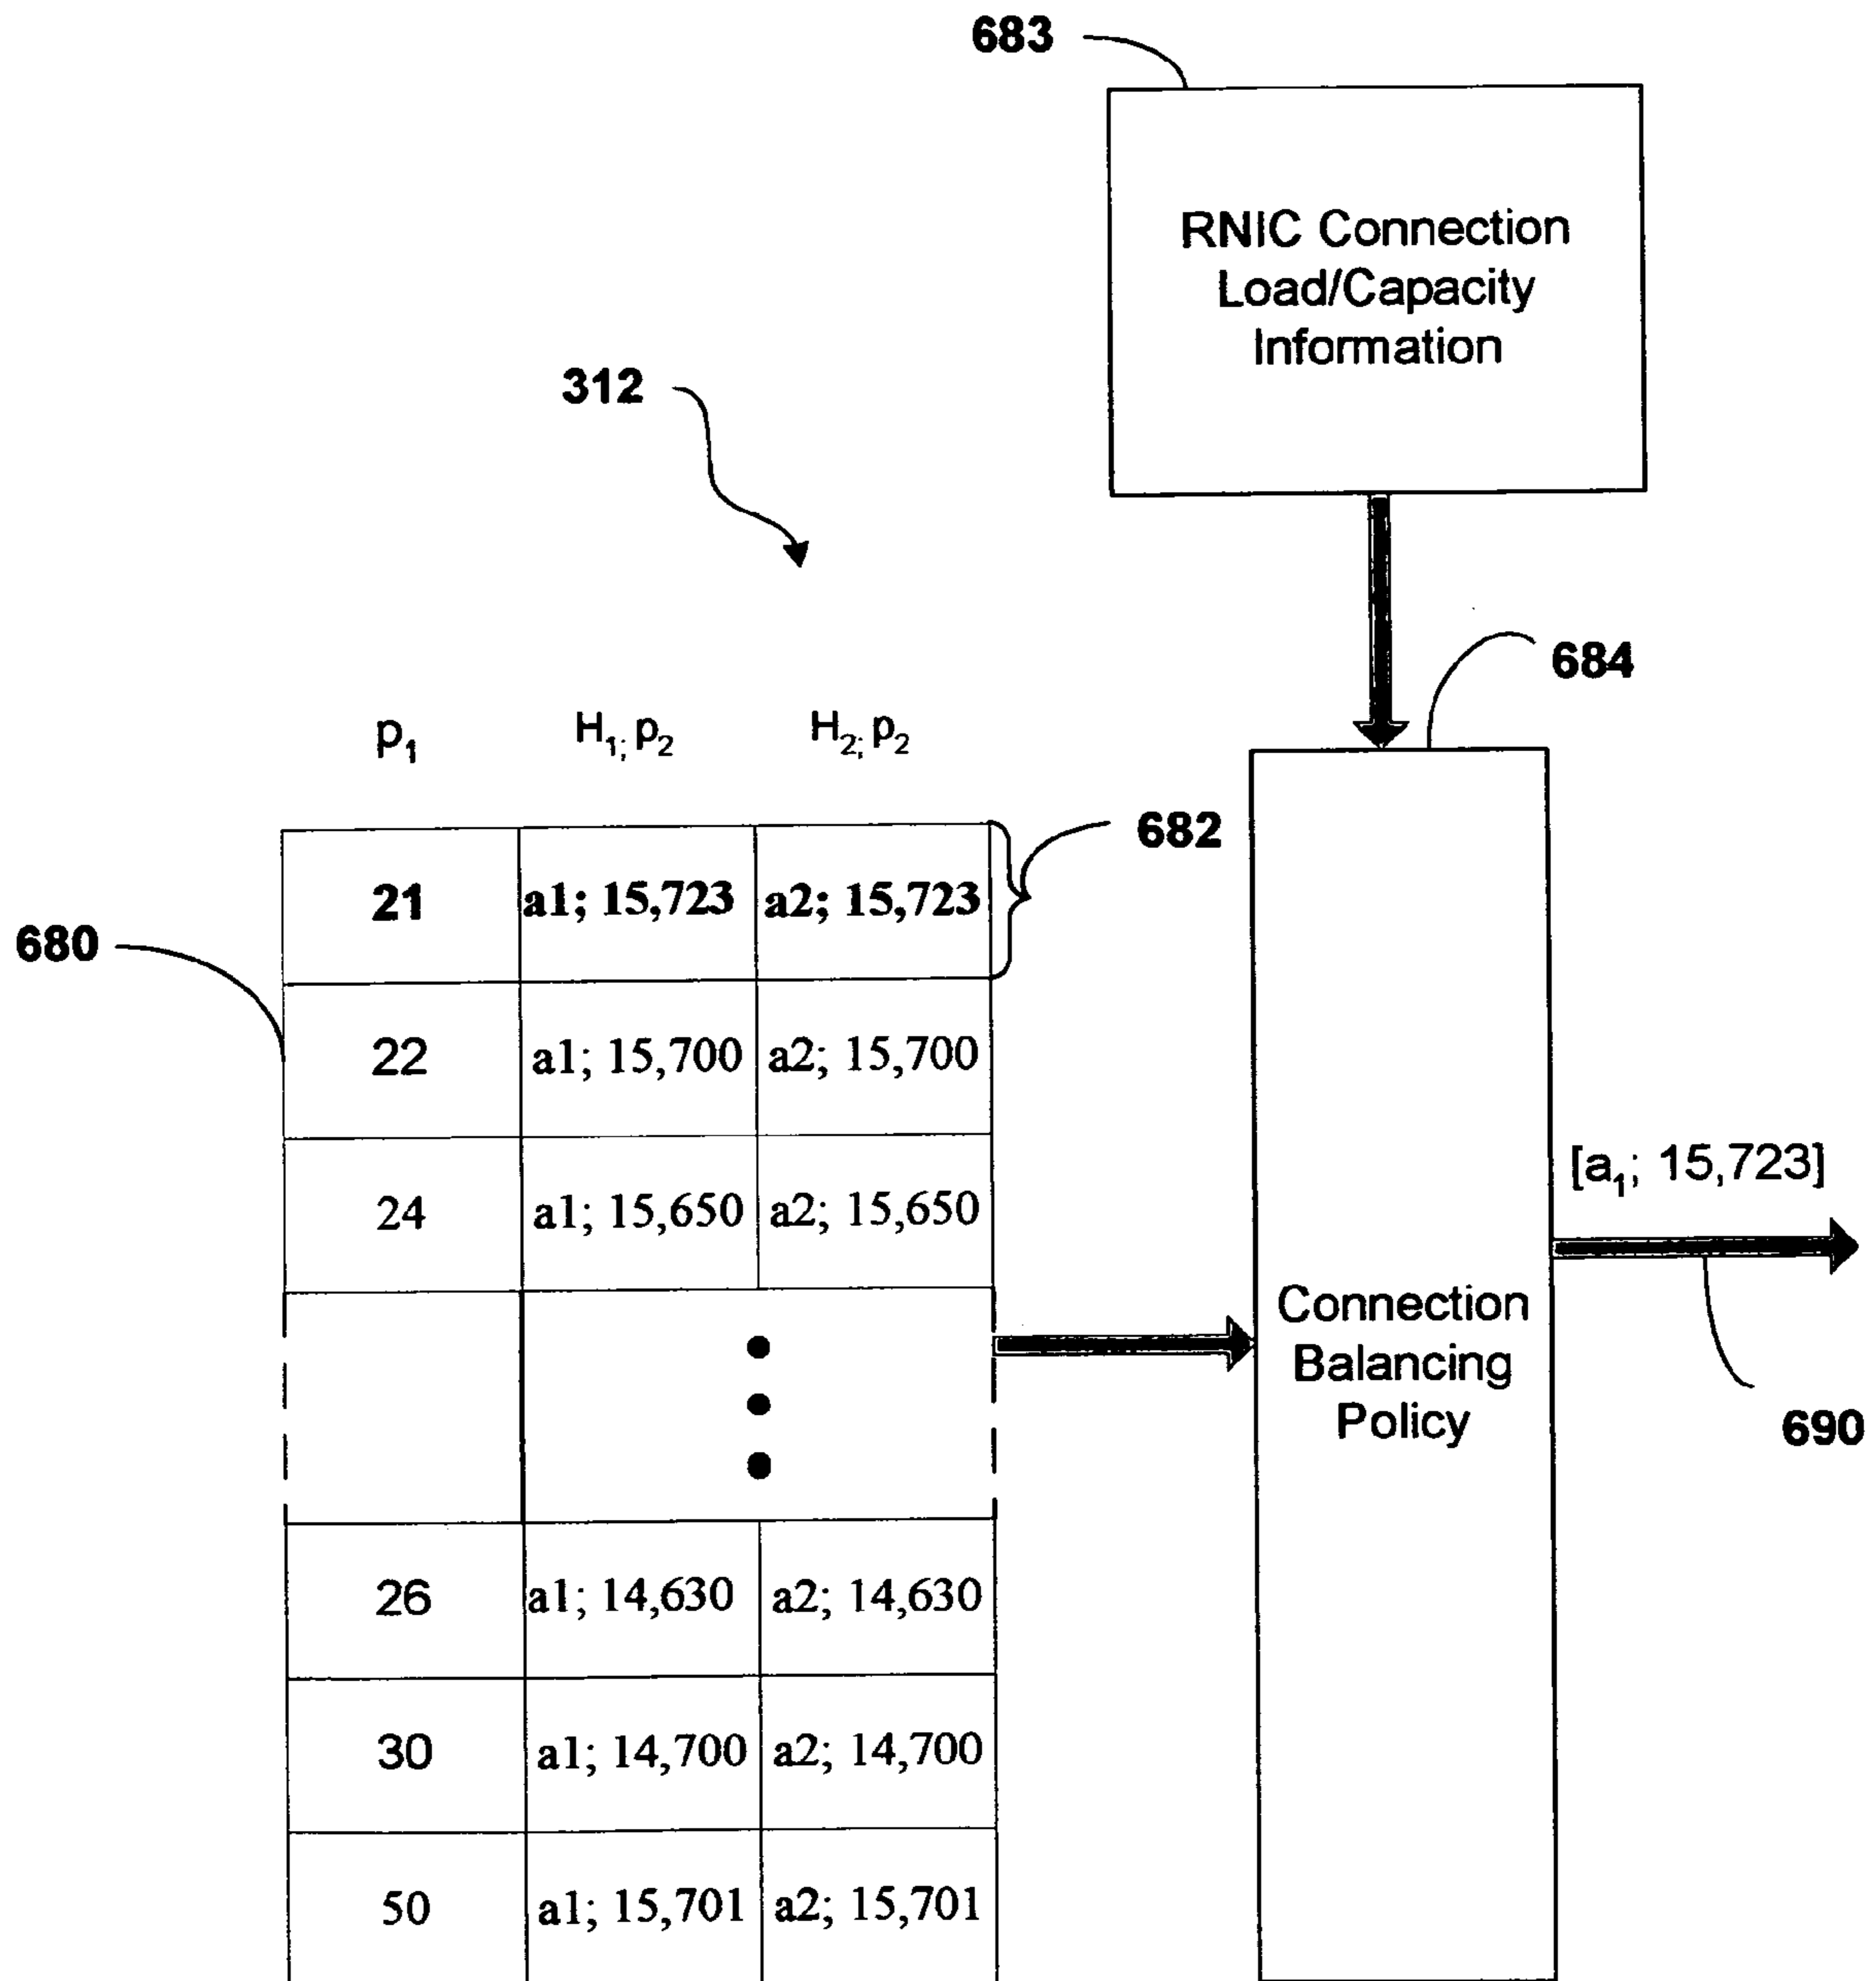 683
RNIC Connection
Load/Capacity
Information
312
684
p₁ H₁; p₂ H₂; p₂
682
21 a1; 15,723 a2; 15,723
680
22 a1; 15,700 a2; 15,700
24 a1; 15,650 a2; 15,650
[a₁; 15,723]
Connection
Balancing
Policy
690
26 a1; 14,630 a2; 14,630
30 a1; 14,700 a2; 14,700
50 a1; 15,701 a2; 15,701